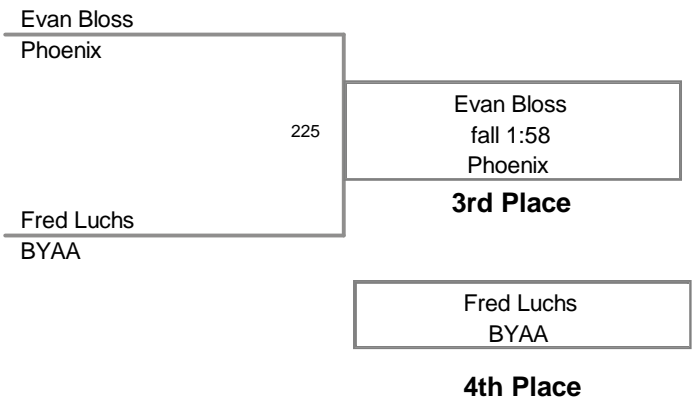 Evan Bloss
Phoenix
225
Evan Bloss
fall 1:58
Phoenix
3rd Place
Fred Luchs
BYAA
Fred Luchs
BYAA
4th Place